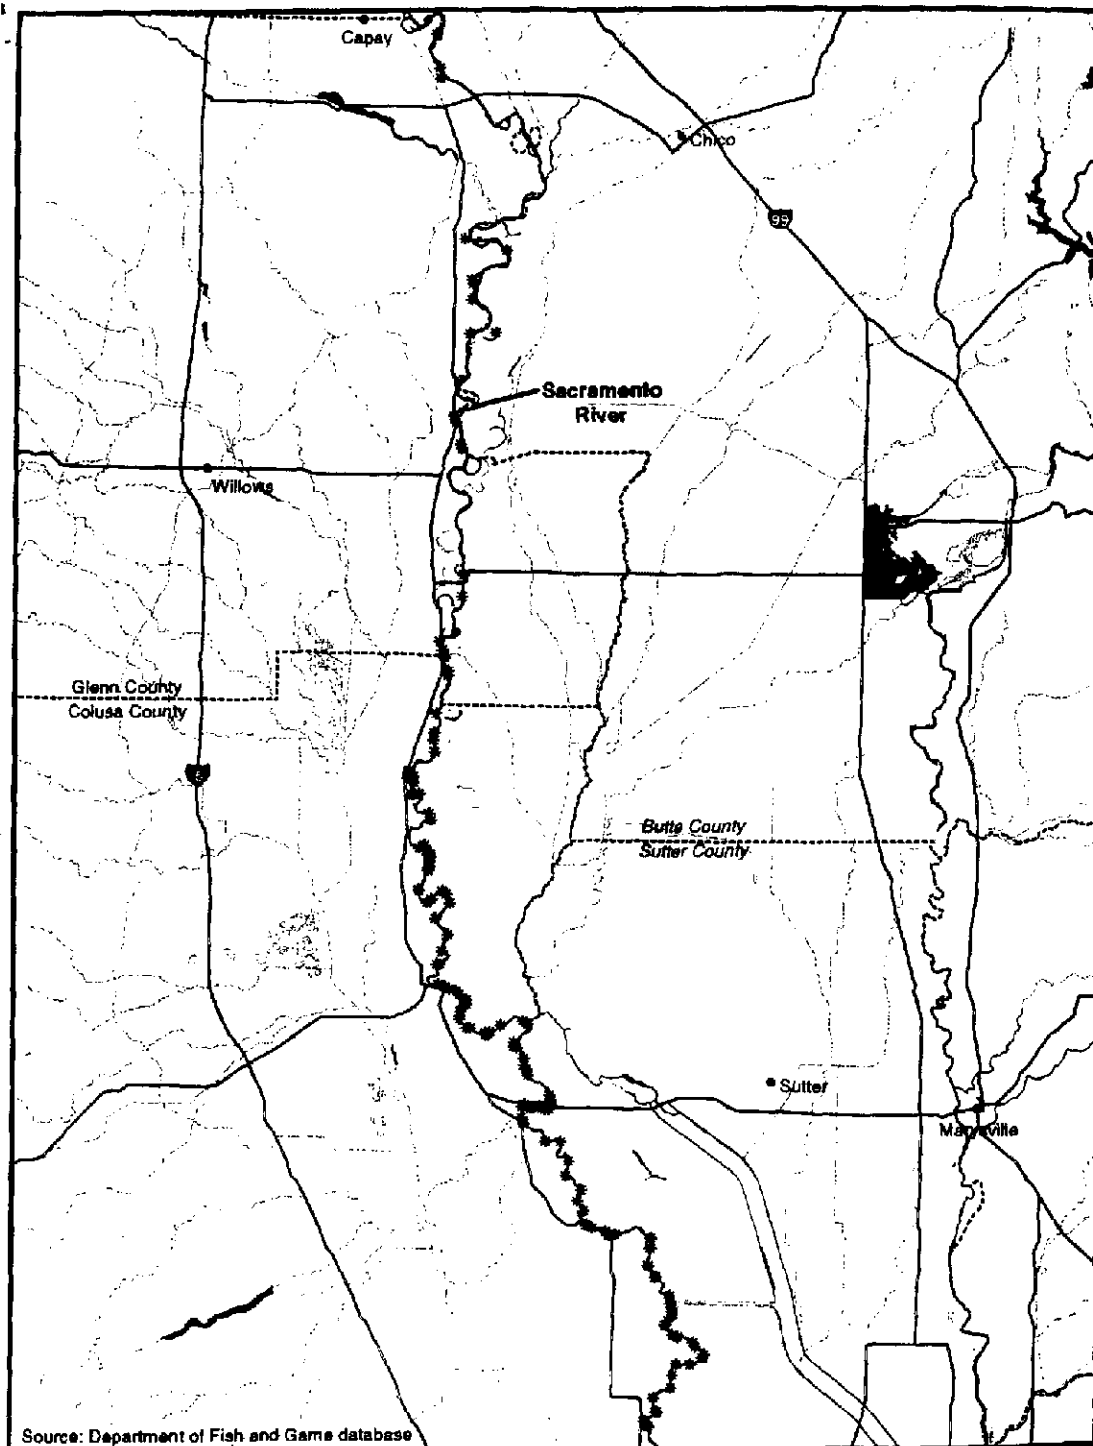 Capay
Chico
99
Sacramento
River
Willows
Glenn County
Colusa County
Butte County
Sutter County
Sutter
Marysville
Source: Department of Fish and Game database